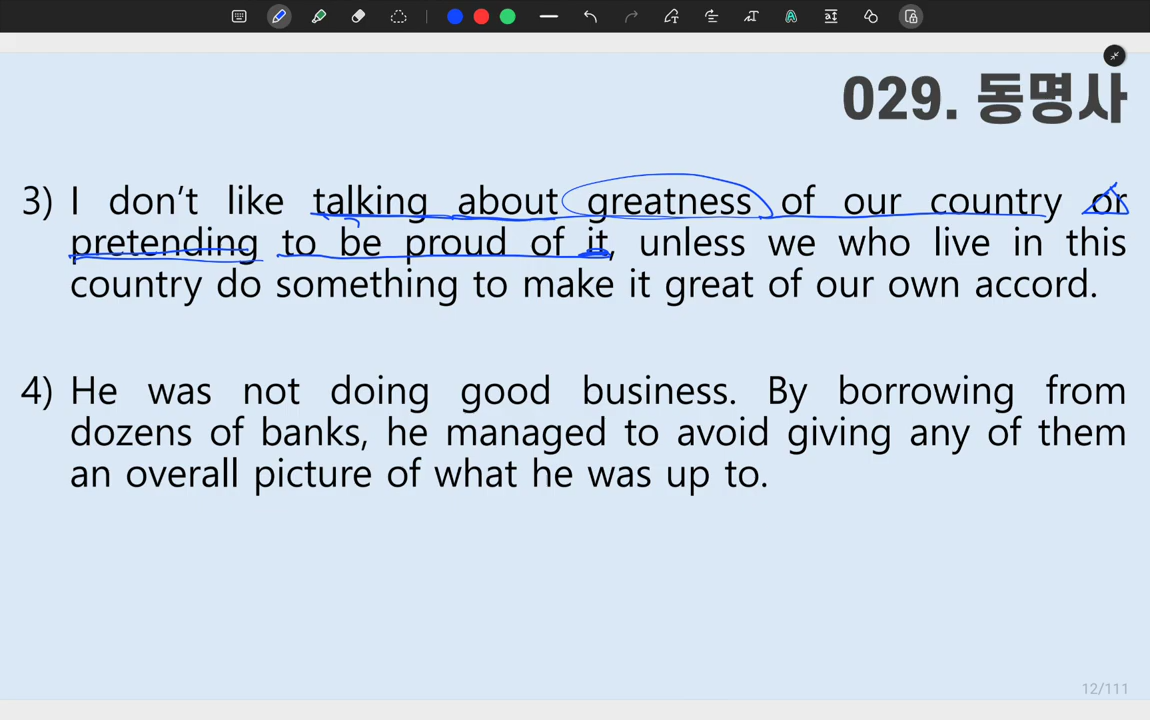 029. 동명사
3) I don't like talking about greatness of our country or
pretending to be proud of it, unless we who live in this
country do something to make it great of our own accord.
4) He was not doing good business. By borrowing from
dozens of banks, he managed to avoid giving any of them
an overall picture of what he was up to.
12/111